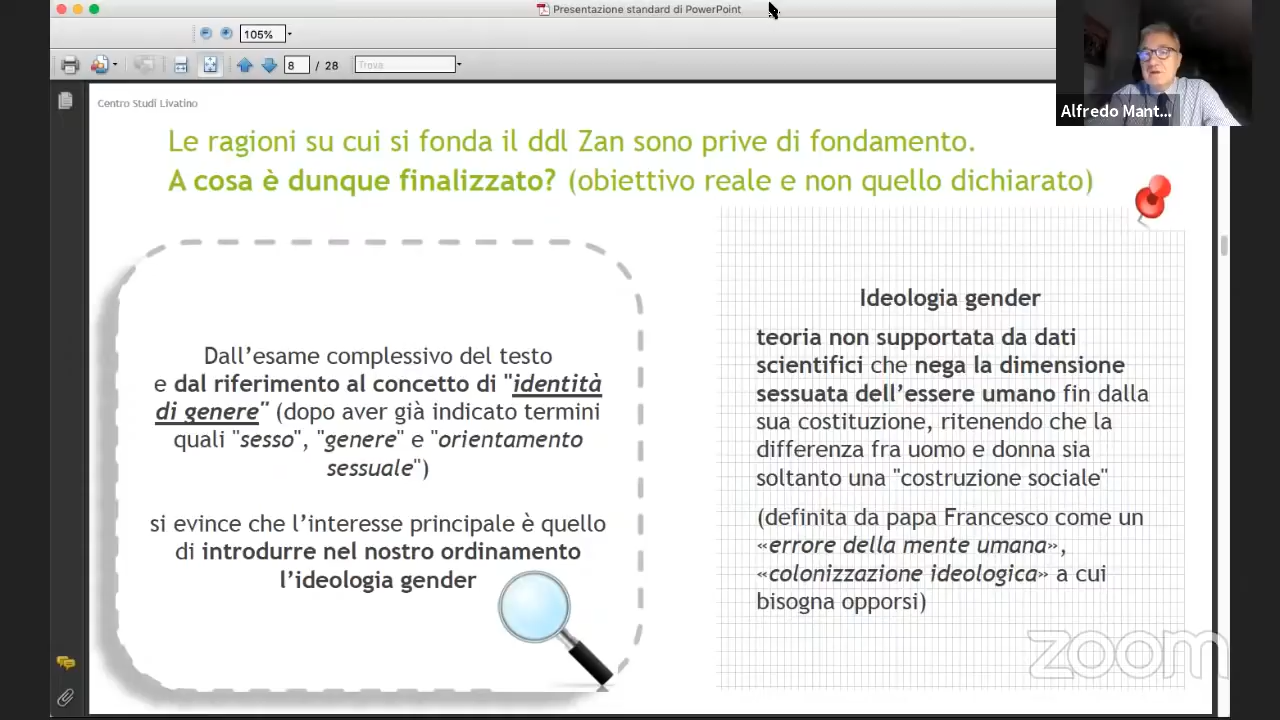 Presentazione standard di PowerPoint
105%
8 / 28
Trova
Alfredo Mant...
Centro Studi Livatino
Le ragioni su cui si fonda il ddl Zan sono prive di fondamento.
A cosa è dunque finalizzato? (obiettivo reale e non quello dichiarato)
Dall'esame complessivo del testo
e dal riferimento al concetto di "identità
di genere" (dopo aver già indicato termini
quali "sesso", "genere" e "orientamento
sessuale")
si evince che l'interesse principale è quello
di introdurre nel nostro ordinamento
l'ideologia gender
Ideologia gender
teoria non supportata da dati
scientifici che nega la dimensione
sessuata dell'essere umano fin dalla
sua costituzione, ritenendo che la
differenza fra uomo e donna sia
soltanto una "costruzione sociale"
(definita da papa Francesco come un
«errore della mente umana»,
«colonizzazione ideologica» a cui
bisogna opporsi)
zoom